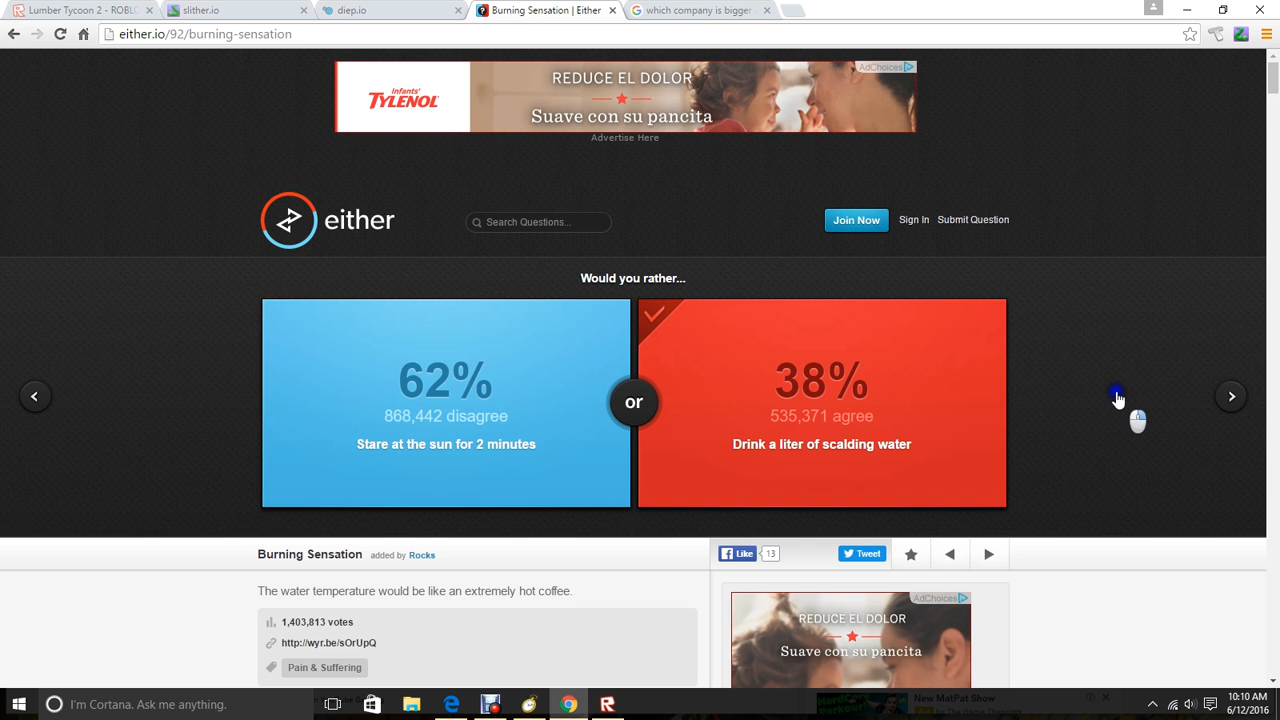 Lumber Tycoon 2 - ROBLO
slither.io
diep.io
Burning Sensation | Either
which company is bigger
either.io/92/burning-sensation
Infants' TYLENOL
REDUCE EL DOLOR
Suave con su pancita
AdChoices
Advertise Here
either
Search Questions...
Join Now
Sign In
Submit Question
Would you rather...
62%
868,442 disagree
Stare at the sun for 2 minutes
or
38%
535,371 agree
Drink a liter of scalding water
Burning Sensation added by Rocks
Like 13
Tweet
The water temperature would be like an extremely hot coffee.
1,403,813 votes
http://wyr.be/sOrUpQ
Pain & Suffering
AdChoices
REDUCE EL DOLOR
Suave con su pancita
New MatPat Show
I'm Cortana. Ask me anything.
10:10 AM
6/12/2016